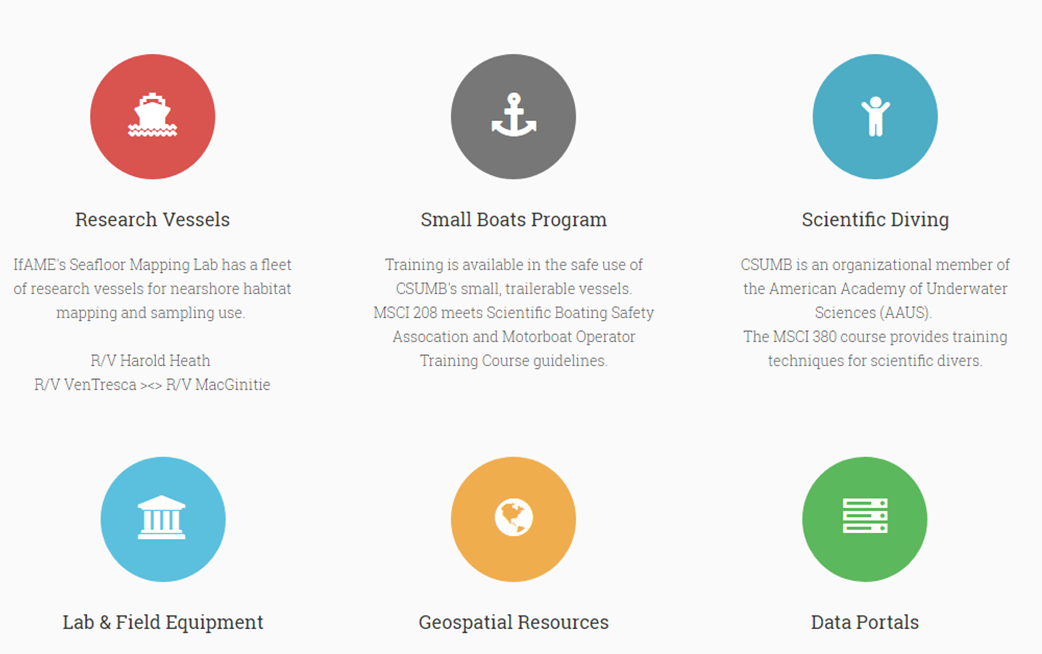 Research Vessels
IfAME's Seafloor Mapping Lab has a fleet
of research vessels for nearshore habitat
mapping and sampling use.
R/V Harold Heath
R/V VenTresca ><> R/V MacGinitie
Small Boats Program
Training is available in the safe use of
CSUMB's small, trailerable vessels.
MSCI 208 meets Scientific Boating Safety
Assocation and Motorboat Operator
Training Course guidelines.
Scientific Diving
CSUMB is an organizational member of
the American Academy of Underwater
Sciences (AAUS).
The MSCI 380 course provides training
techniques for scientific divers.
Lab & Field Equipment
Geospatial Resources
Data Portals